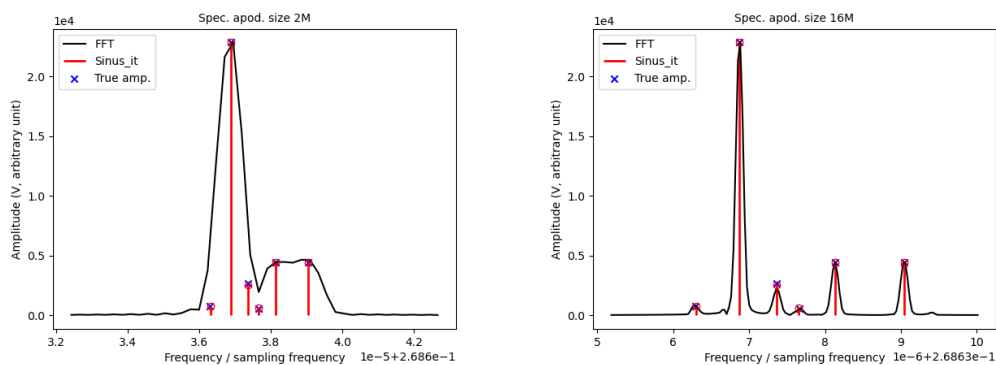 Spec. apod. size 2M
1e4
FFT
Sinus_it
True amp.
2.0
1.5
1.0
0.5
0.0
Amplitude (V, arbitrary unit)
3.2 3.4 3.6 3.8 4.0 4.2
Frequency / sampling frequency 1e-5+2.686e-1
Spec. apod. size 16M
1e4
FFT
Sinus_it
True amp.
2.0
1.5
1.0
0.5
0.0
Amplitude (V, arbitrary unit)
5 6 7 8 9 10
Frequency / sampling frequency 1e-6+2.6863e-1